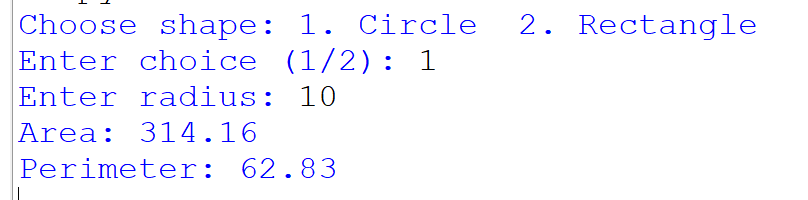 Choose shape: 1. Circle  2. Rectangle
Enter choice (1/2): 1
Enter radius: 10
Area: 314.16
Perimeter: 62.83